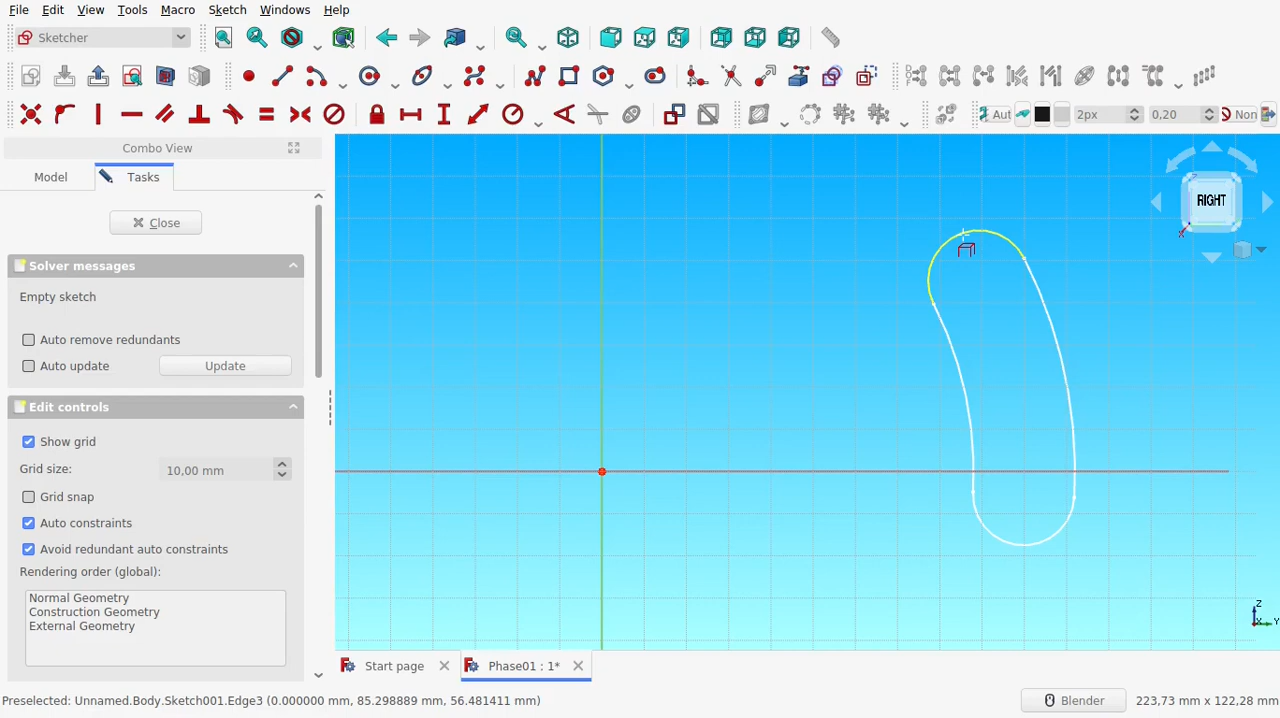 File Edit View Tools Macro Sketch Windows Help
Sketcher
Aut 2px 0,20 Non
Combo View
Model Tasks
Close
Solver messages
Empty sketch
Auto remove redundants
Auto update Update
Edit controls
Show grid
Grid size: 10,00 mm
Grid snap
Auto constraints
Avoid redundant auto constraints
Rendering order (global):
Normal Geometry
Construction Geometry
External Geometry
RIGHT
Z
X
Z
X Y
Start page Phase01 : 1*
Preselected: Unnamed.Body.Sketch001.Edge3 (0.000000 mm, 85.298889 mm, 56.481411 mm) Blender 223,73 mm x 122,28 mm